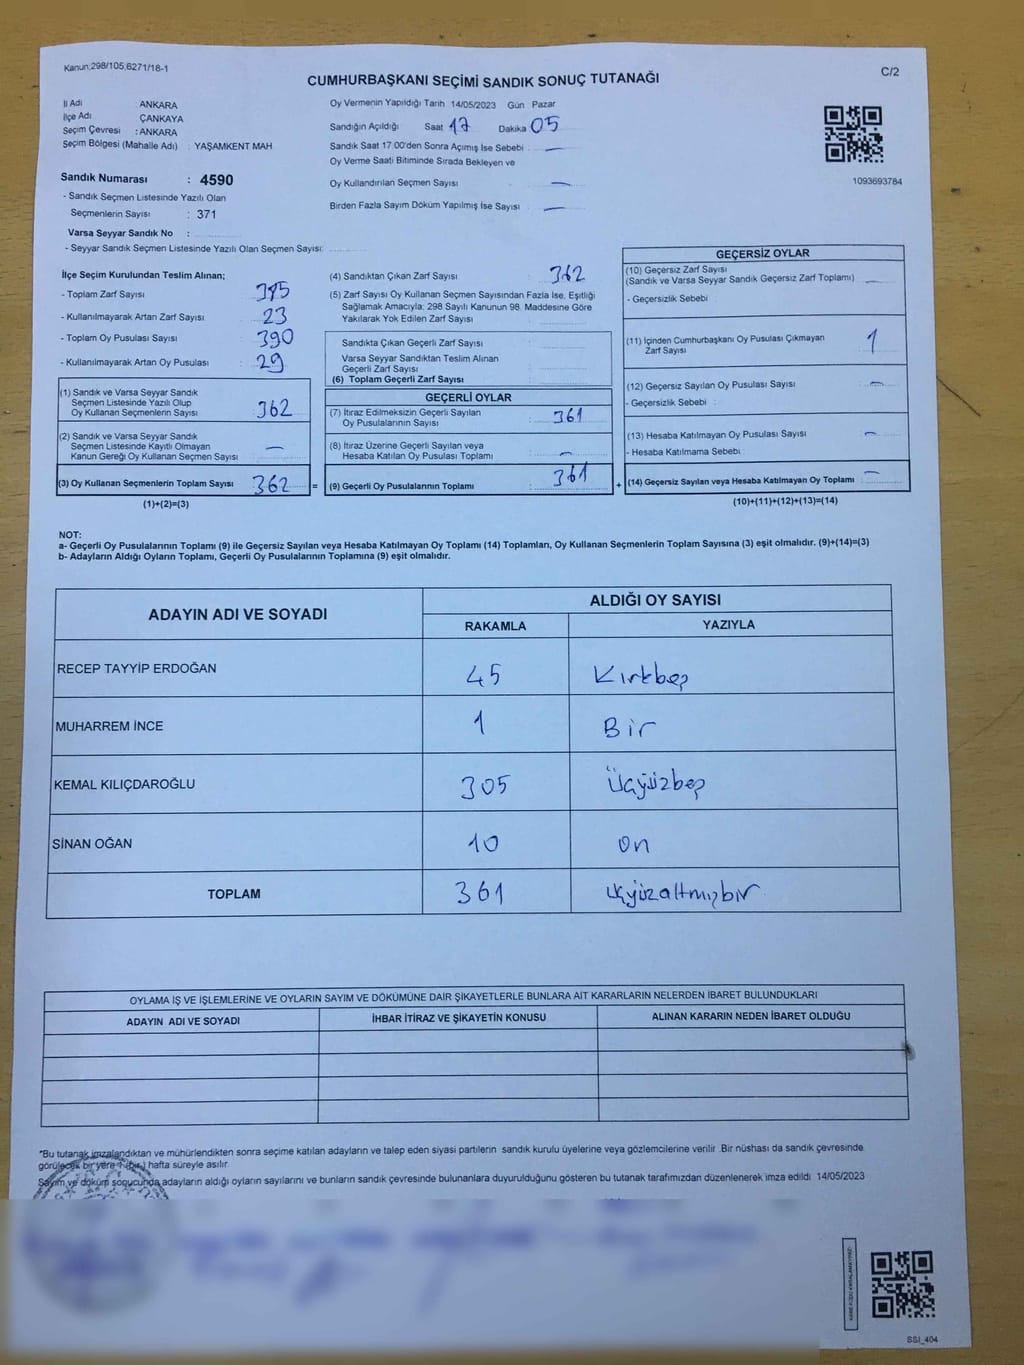 Kanun:298/105,6271/18-1
C/2
CUMHURBAŞKANI SEÇİMİ SANDIK SONUÇ TUTANAĞI
İl Adı : ANKARA
İlçe Adı : ÇANKAYA
Seçim Çevresi : ANKARA
Seçim Bölgesi (Mahalle Adı) : YAŞAMKENT MAH
Sandık Numarası : 4590
- Sandık Seçmen Listesinde Yazılı Olan
Seçmenlerin Sayısı : 371
Varsa Seyyar Sandık No :
- Seyyar Sandık Seçmen Listesinde Yazılı Olan Seçmen Sayısı:
Oy Vermenin Yapıldığı Tarih 14/05/2023 Gün : Pazar
Sandığın Açıldığı Saat 17 Dakika 05
Sandık Saat 17.00'den Sonra Açımış İse Sebebi : —
Oy Verme Saati Bitiminde Sırada Bekleyen ve
Oy Kullandırılan Seçmen Sayısı : —
Birden Fazla Sayım Döküm Yapılmış İse Sayısı : —
1093693784
İlçe Seçim Kurulundan Teslim Alınan;
- Toplam Zarf Sayısı : 385
- Kullanılmayarak Artan Zarf Sayısı : 23
- Toplam Oy Pusulası Sayısı : 390
- Kullanılmayarak Artan Oy Pusulası : 29
(1) Sandık ve Varsa Seyyar Sandık
Seçmen Listesinde Yazılı Olup
Oy Kullanan Seçmenlerin Sayısı : 362
(2) Sandık ve Varsa Seyyar Sandık
Seçmen Listesinde Kayıtlı Olmayan
Kanun Gereği Oy Kullanan Seçmen Sayısı : —
(3) Oy Kullanan Seçmenlerin Toplam Sayısı : 362 =
(1)+(2)=(3)
(4) Sandıktan Çıkan Zarf Sayısı : 362
(5) Zarf Sayısı Oy Kullanan Seçmen Sayısından Fazla İse, Eşitliği
Sağlamak Amacıyla; 298 Sayılı Kanunun 98. Maddesine Göre
Yakılarak Yok Edilen Zarf Sayısı :
Sandıkta Çıkan Geçerli Zarf Sayısı :
Varsa Seyyar Sandıktan Teslim Alınan
Geçerli Zarf Sayısı :
(6) Toplam Geçerli Zarf Sayısı :
GEÇERLİ OYLAR
(7) İtiraz Edilmeksizin Geçerli Sayılan
Oy Pusulalarının Sayısı : 361
(8) İtiraz Üzerine Geçerli Sayılan veya
Hesaba Katılan Oy Pusulası Toplamı : —
(9) Geçerli Oy Pusulalarının Toplamı : 361 +
GEÇERSİZ OYLAR
(10) Geçersiz Zarf Sayısı
(Sandık ve Varsa Seyyar Sandık Geçersiz Zarf Toplamı) : —
- Geçersizlik Sebebi :
(11) İçinden Cumhurbaşkanı Oy Pusulası Çıkmayan
Zarf Sayısı : 1
(12) Geçersiz Sayılan Oy Pusulası Sayısı : —
- Geçersizlik Sebebi :
(13) Hesaba Katılmayan Oy Pusulası Sayısı : —
- Hesaba Katılmama Sebebi :
(14) Geçersiz Sayılan veya Hesaba Katılmayan Oy Toplamı : —
(10)+(11)+(12)+(13)=(14)
NOT:
a- Geçerli Oy Pusulalarının Toplamı (9) ile Geçersiz Sayılan veya Hesaba Katılmayan Oy Toplamı (14) Toplamları, Oy Kullanan Seçmenlerin Toplam Sayısına (3) eşit olmalıdır. (9)+(14)=(3)
b- Adayların Aldığı Oyların Toplamı, Geçerli Oy Pusulalarının Toplamına (9) eşit olmalıdır.
ADAYIN ADI VE SOYADI
ALDIĞI OY SAYISI
RAKAMLA YAZIYLA
RECEP TAYYİP ERDOĞAN 45 Kırkbeş
MUHARREM İNCE 1 Bir
KEMAL KILIÇDAROĞLU 305 Üçyüzbeş
SİNAN OĞAN 10 On
TOPLAM 361 üçyüzaltmışbir
OYLAMA İŞ VE İŞLEMLERİNE VE OYLARIN SAYIM VE DÖKÜMÜNE DAİR ŞİKAYETLERLE BUNLARA AİT KARARLARIN NELERDEN İBARET BULUNDUKLARI
ADAYIN ADI VE SOYADI İHBAR İTİRAZ VE ŞİKAYETİN KONUSU ALINAN KARARIN NEDEN İBARET OLDUĞU
*Bu tutanak imzalandıktan ve mühürlendikten sonra seçime katılan adayların ve talep eden siyasi partilerin sandık kurulu üyelerine veya gözlemcilerine verilir .Bir nüshası da sandık çevresinde
görülecek bir yere 1 (bir) hafta süreyle asılır.
Sayım ve döküm sonucunda adayların aldığı oyların sayılarını ve bunların sandık çevresinde bulunanlara duyurulduğunu gösteren bu tutanak tarafımızdan düzenlenerek imza edildi 14/05/2023
SSI_404